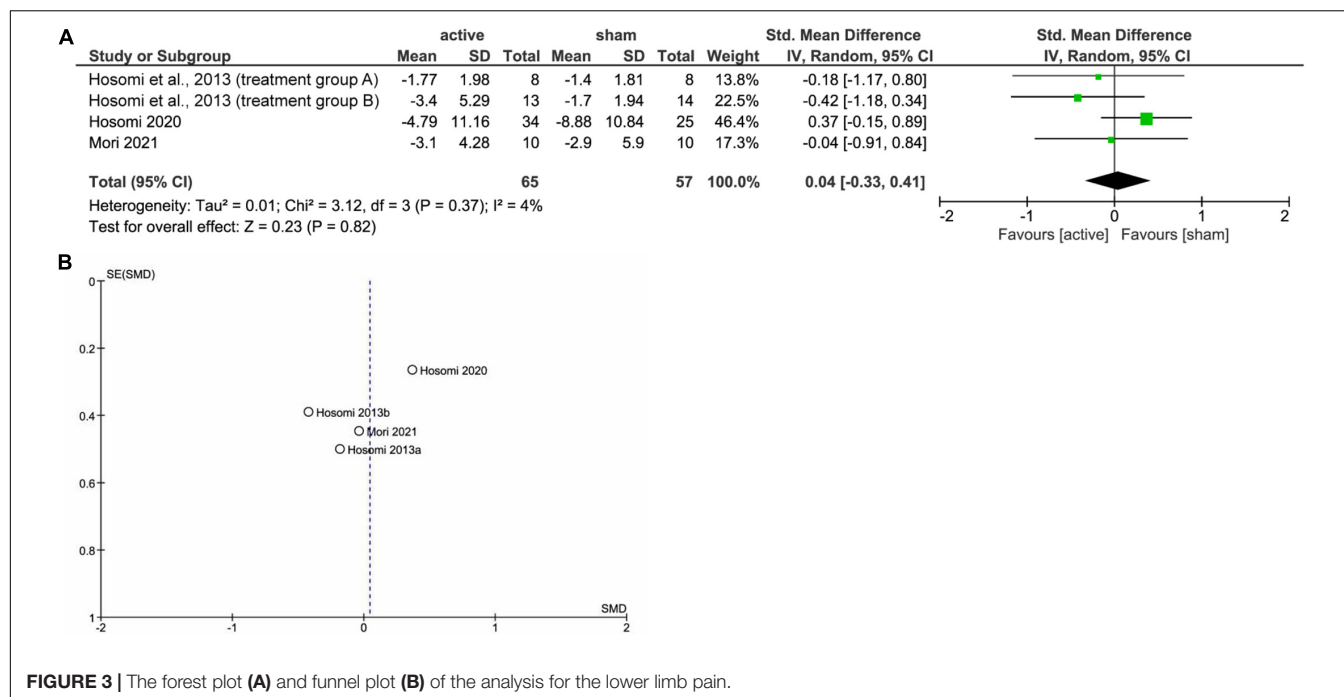 A
active sham Std. Mean Difference Std. Mean Difference
Study or Subgroup Mean SD Total Mean SD Total Weight IV, Random, 95% CI IV, Random, 95% CI
Hosomi et al., 2013 (treatment group A) -1.77 1.98 8 -1.4 1.81 8 13.8% -0.18 [-1.17, 0.80]
Hosomi et al., 2013 (treatment group B) -3.4 5.29 13 -1.7 1.94 14 22.5% -0.42 [-1.18, 0.34]
Hosomi 2020 -4.79 11.16 34 -8.88 10.84 25 46.4% 0.37 [-0.15, 0.89]
Mori 2021 -3.1 4.28 10 -2.9 5.9 10 17.3% -0.04 [-0.91, 0.84]
Total (95% CI) 65 57 100.0% 0.04 [-0.33, 0.41]
Heterogeneity: Tau² = 0.01; Chi² = 3.12, df = 3 (P = 0.37); I² = 4%
Test for overall effect: Z = 0.23 (P = 0.82)
-2 -1 0 1 2
Favours [active] Favours [sham]
B
SE(SMD)
0
0.2
Hosomi 2020
0.4
Hosomi 2013b
Mori 2021
Hosomi 2013a
0.6
0.8
1
SMD
-2 -1 0 1 2
FIGURE 3 | The forest plot (A) and funnel plot (B) of the analysis for the lower limb pain.